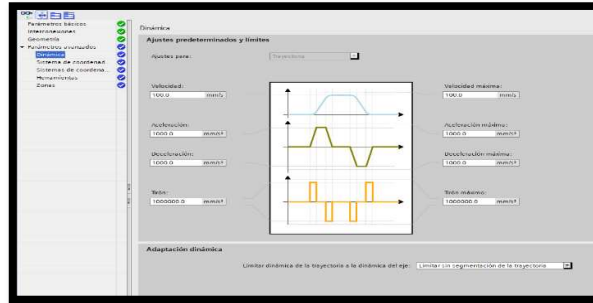 Parámetros básicos
Interconexiones
Geometría
Parámetros avanzados
Dinámica
Sistema de coordenad...
Sistemas de coordena...
Herramientas
Zonas
Dinámica
Ajustes predeterminados y límites
Ajustes para: Trayectoria
Velocidad: Velocidad máxima:
100.0 mm/s 100.0 mm/s
Aceleración: Aceleración máxima:
1000.0 mm/s² 1000.0 mm/s²
Deceleración: Deceleración máxima:
1000.0 mm/s² 1000.0 mm/s²
Tirón: Tirón máximo:
1000000.0 mm/s³ 1000000.0 mm/s³
Adaptación dinámica
Limitar dinámica de la trayectoria a la dinámica del eje: Limitar sin segmentación de la trayectoria